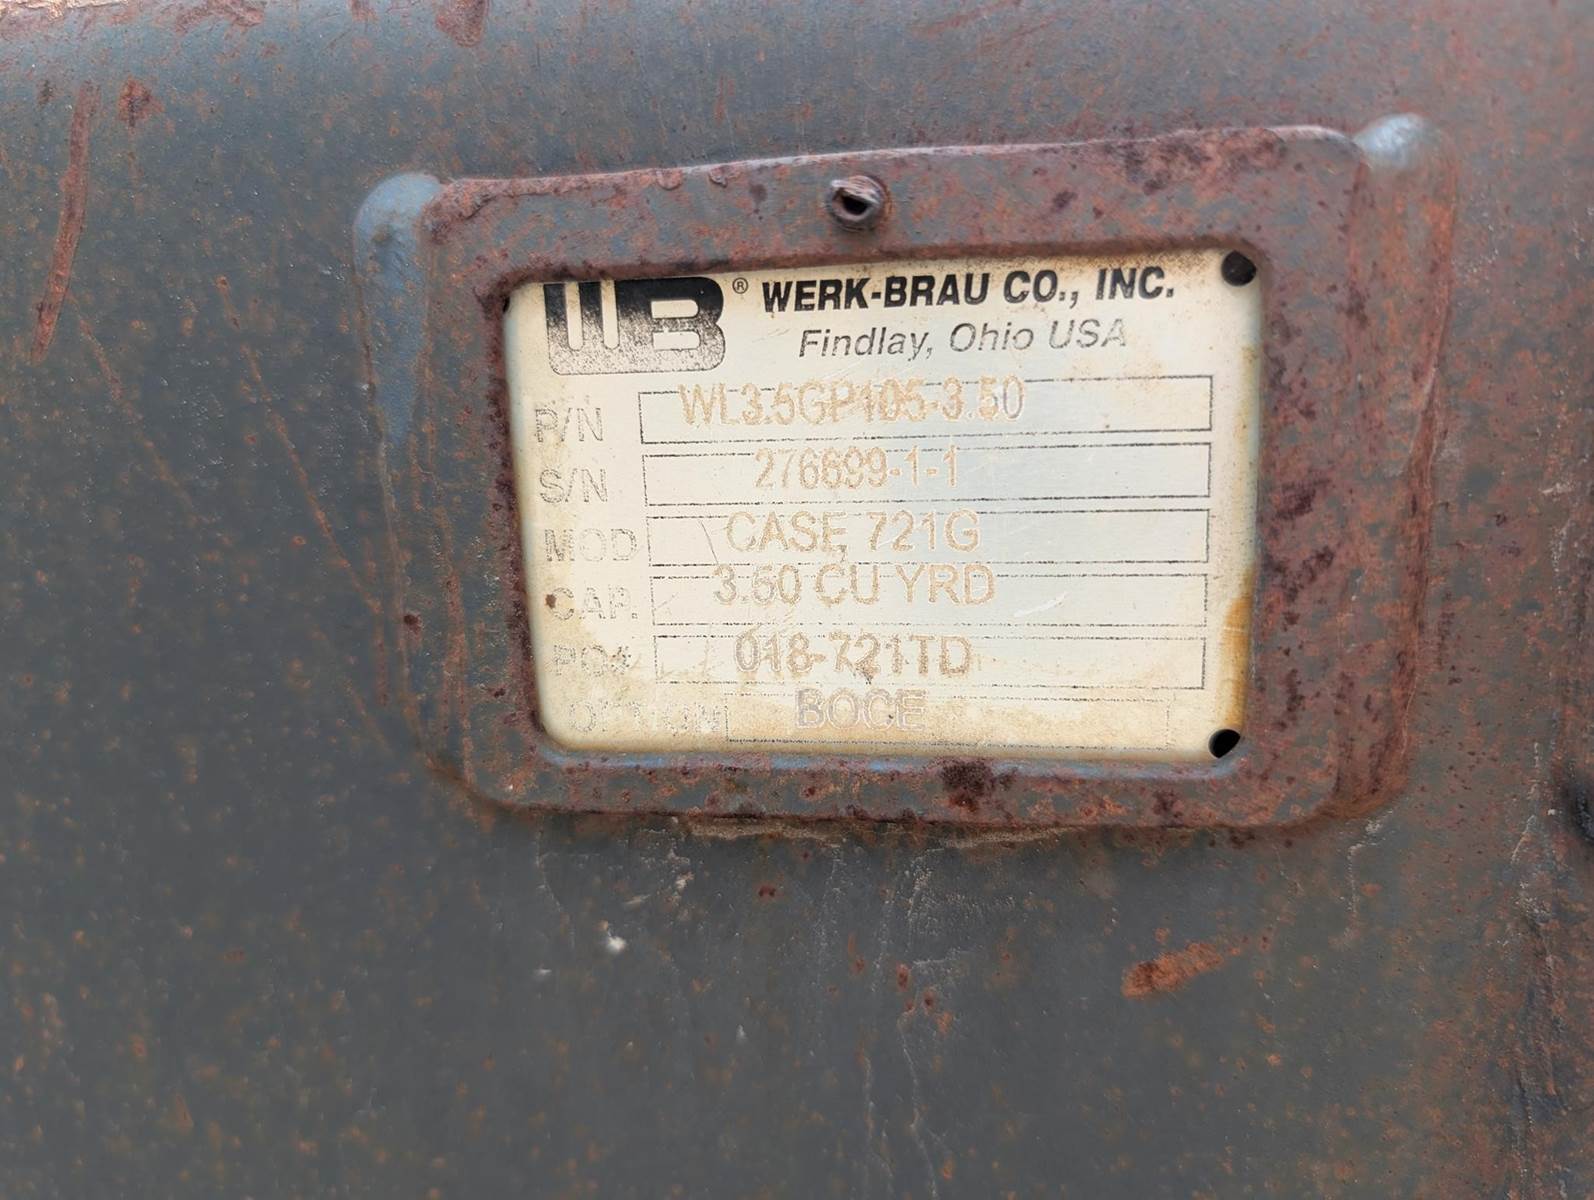 WB® WERK-BRAU CO., INC.
Findlay, Ohio USA
P/N WL3.5GP105-3.50
S/N 276699-1-1
MOD CASE 721G
CAP. 3.50 CU YRD
PO# 018-721TD
OPTION BOCE